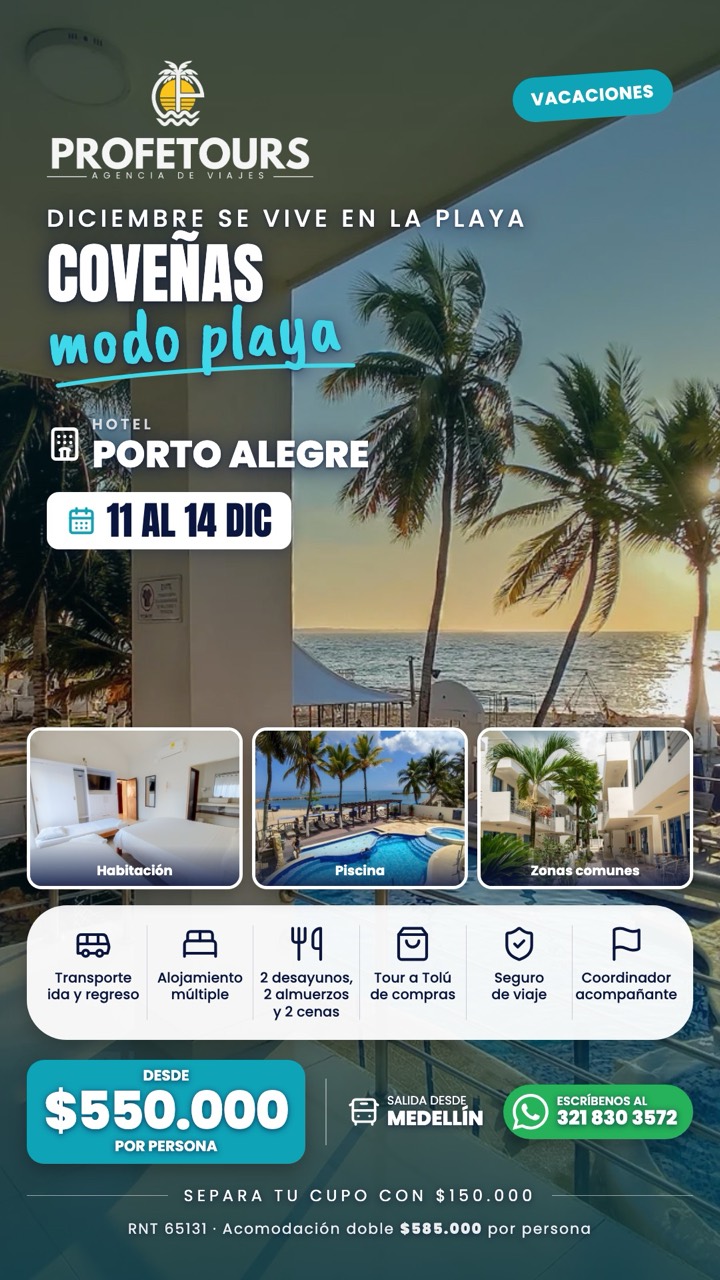 VACACIONES
PROFETOURS
AGENCIA DE VIAJES
DICIEMBRE SE VIVE EN LA PLAYA
COVEÑAS
modo playa
HOTEL
PORTO ALEGRE
11 AL 14 DIC
Habitación
Piscina
Zonas comunes
Transporte
ida y regreso
Alojamiento
múltiple
2 desayunos,
2 almuerzos
y 2 cenas
Tour a Tolú
de compras
Seguro
de viaje
Coordinador
acompañante
DESDE
$550.000
POR PERSONA
SALIDA DESDE
MEDELLÍN
ESCRÍBENOS AL
321 830 3572
SEPARA TU CUPO CON $150.000
RNT 65131 · Acomodación doble $585.000 por persona